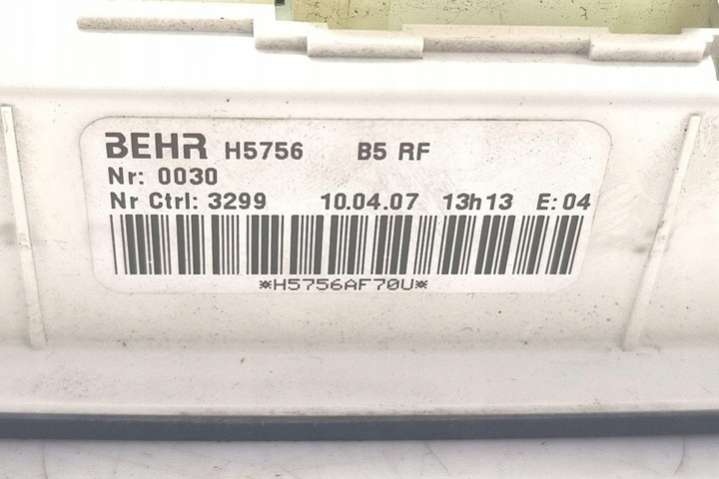 BEHR H5756 B5 RF
Nr: 0030
Nr Ctrl: 3299 10.04.07 13h13 E: 04
*H5756AF70U*